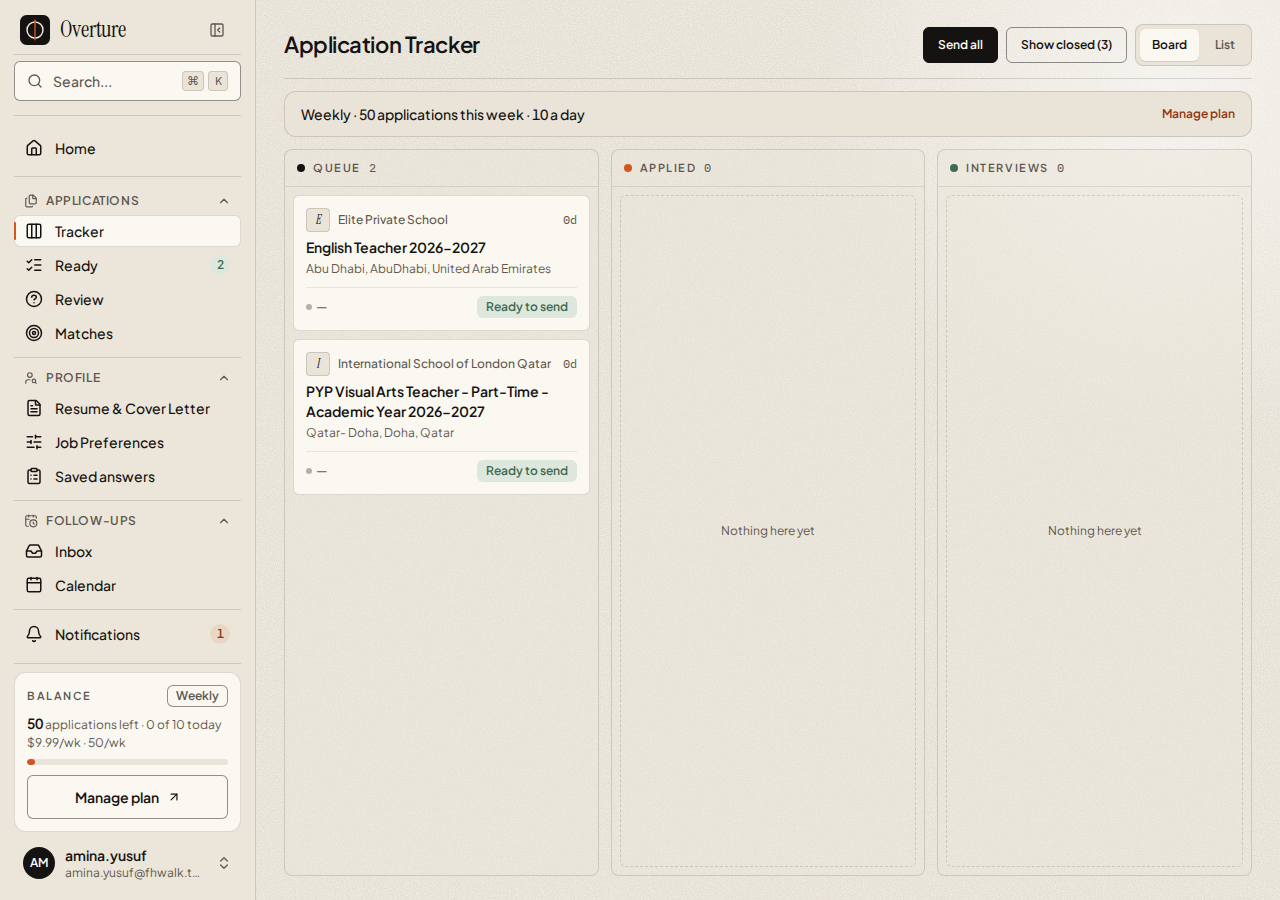 Overture
Search...
⌘ K
Home
APPLICATIONS
Tracker
Ready 2
Review
Matches
PROFILE
Resume & Cover Letter
Job Preferences
Saved answers
FOLLOW-UPS
Inbox
Calendar
Notifications 1
BALANCE Weekly
50 applications left · 0 of 10 today
$9.99/wk · 50/wk
Manage plan
AM
amina.yusuf
amina.yusuf@fhwalk.t...
Application Tracker
Send all
Show closed (3)
Board
List
Weekly · 50 applications this week · 10 a day
Manage plan
QUEUE 2
E Elite Private School 0d
English Teacher 2026–2027
Abu Dhabi, AbuDhabi, United Arab Emirates
— Ready to send
I International School of London Qatar 0d
PYP Visual Arts Teacher - Part-Time -
Academic Year 2026-2027
Qatar- Doha, Doha, Qatar
— Ready to send
APPLIED 0
Nothing here yet
INTERVIEWS 0
Nothing here yet